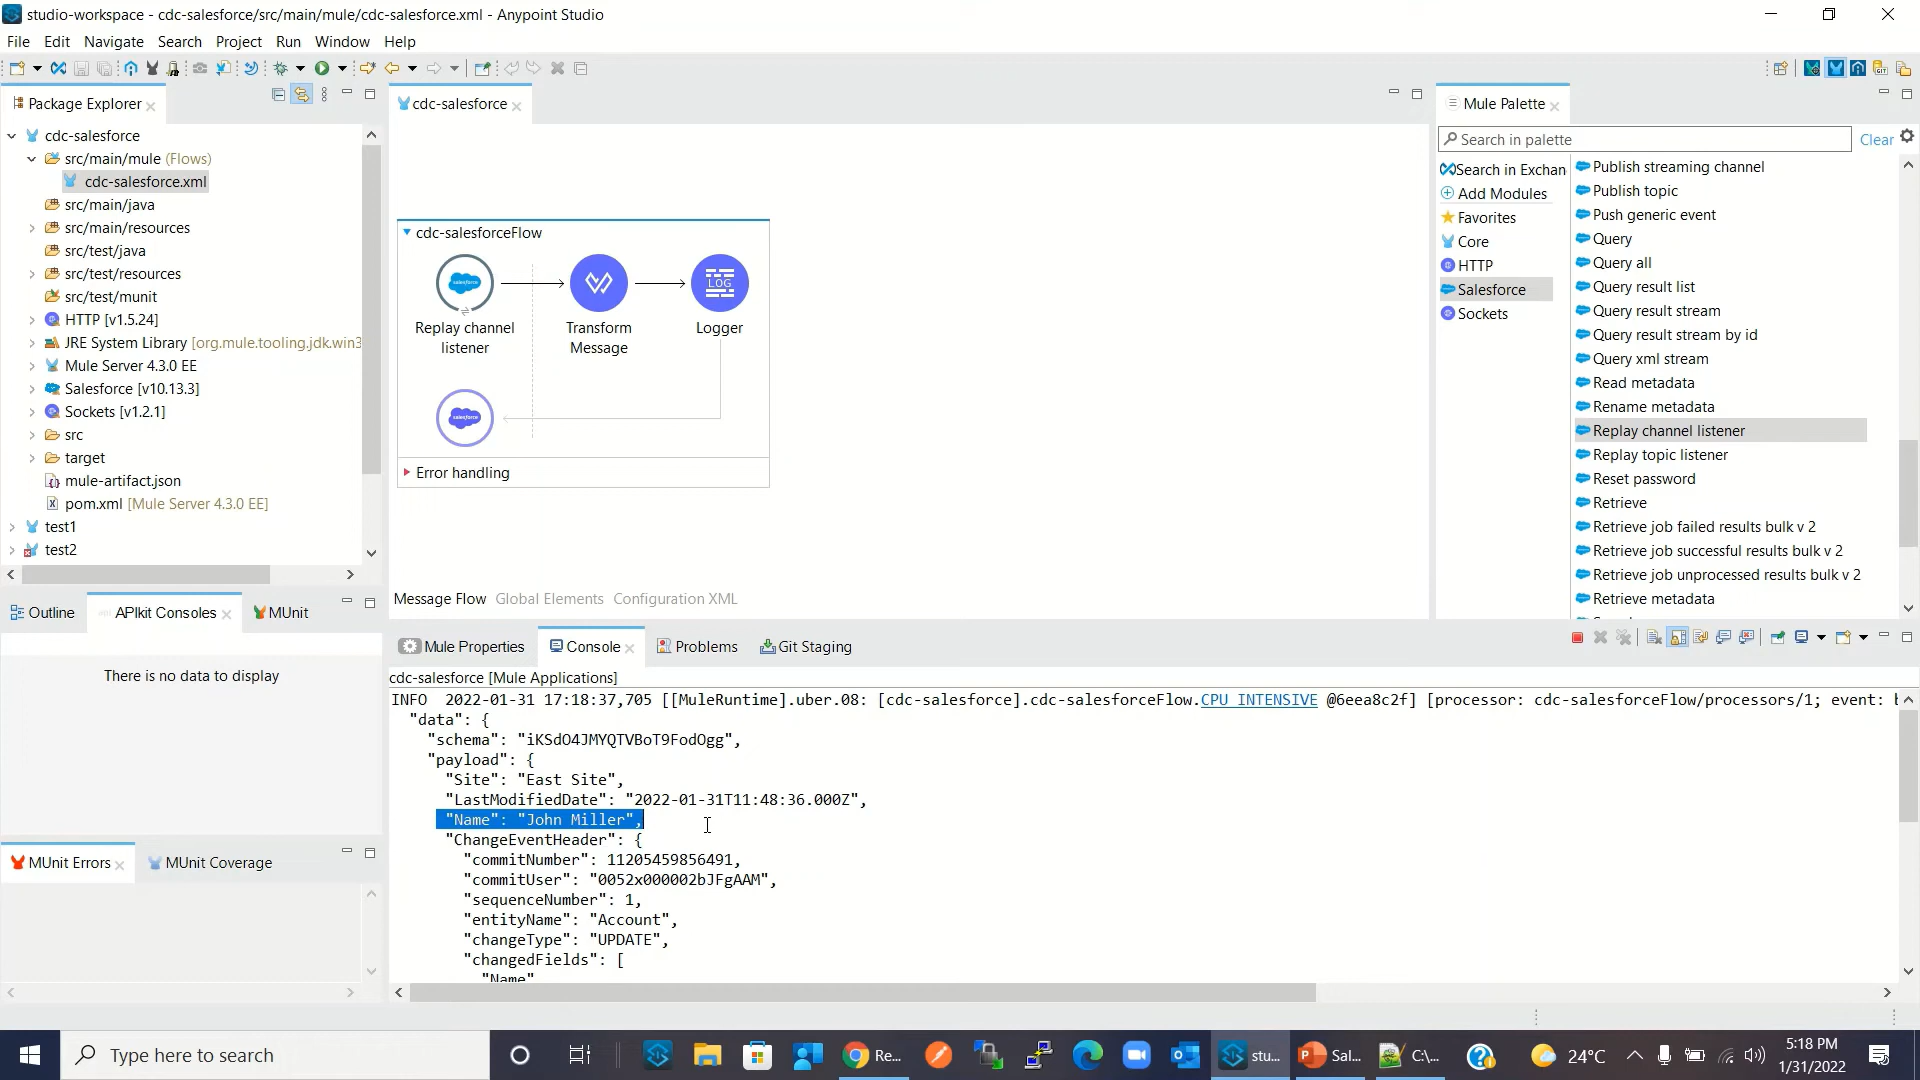 studio-workspace - cdc-salesforce/src/main/mule/cdc-salesforce.xml - Anypoint Studio
File Edit Navigate Search Project Run Window Help
Package Explorer
cdc-salesforce
src/main/mule (Flows)
cdc-salesforce.xml
src/main/java
src/main/resources
src/test/java
src/test/resources
src/test/munit
HTTP [v1.5.24]
JRE System Library [org.mule.tooling.jdk.win3
Mule Server 4.3.0 EE
Salesforce [v10.13.3]
Sockets [v1.2.1]
src
target
mule-artifact.json
pom.xml [Mule Server 4.3.0 EE]
test1
test2
Outline APIkit Consoles MUnit
There is no data to display
MUnit Errors MUnit Coverage
cdc-salesforce
cdc-salesforceFlow
salesforce
LOG
Replay channel
listener
Transform
Message
Logger
salesforce
Error handling
Message Flow Global Elements Configuration XML
Mule Palette
Search in palette
Clear
Search in Exchan
Add Modules
Favorites
Core
HTTP
Salesforce
Sockets
Publish streaming channel
Publish topic
Push generic event
Query
Query all
Query result list
Query result stream
Query result stream by id
Query xml stream
Read metadata
Rename metadata
Replay channel listener
Replay topic listener
Reset password
Retrieve
Retrieve job failed results bulk v 2
Retrieve job successful results bulk v 2
Retrieve job unprocessed results bulk v 2
Retrieve metadata
Mule Properties Console Problems Git Staging
cdc-salesforce [Mule Applications]
INFO 2022-01-31 17:18:37,705 [[MuleRuntime].uber.08: [cdc-salesforce].cdc-salesforceFlow.CPU_INTENSIVE @6eea8c2f] [processor: cdc-salesforceFlow/processors/1; event: b
"data": {
"schema": "iKSdO4JMYQTVBoT9FodOgg",
"payload": {
"Site": "East Site",
"LastModifiedDate": "2022-01-31T11:48:36.000Z",
"Name": "John Miller",
"ChangeEventHeader": {
"commitNumber": 11205459856491,
"commitUser": "0052x000002bJFgAAM",
"sequenceNumber": 1,
"entityName": "Account",
"changeType": "UPDATE",
"changedFields": [
"Name"
Type here to search
Re...
stu...
Sal...
C:\...
24°C
5:18 PM
1/31/2022